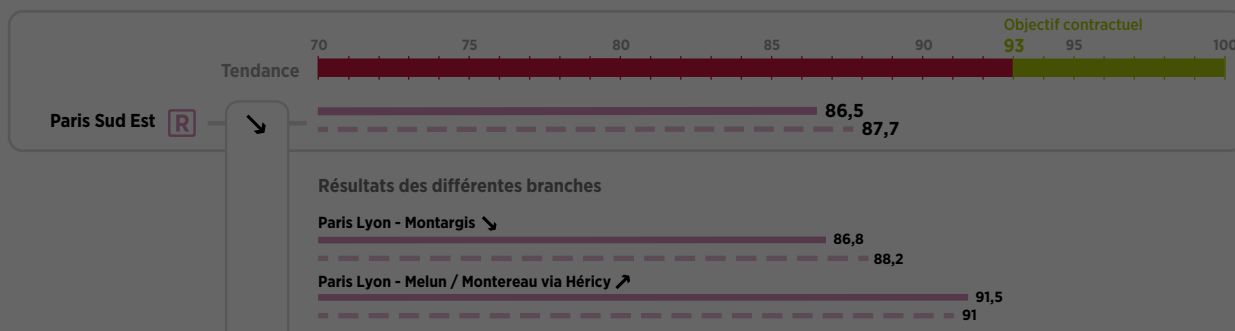 Objectif contractuel
70 75 80 85 90 93 95 100
Tendance
Paris Sud Est R 86,5
87,7
Résultats des différentes branches
Paris Lyon - Montargis
86,8
88,2
Paris Lyon - Melun / Montereau via Héricy
91,5
91